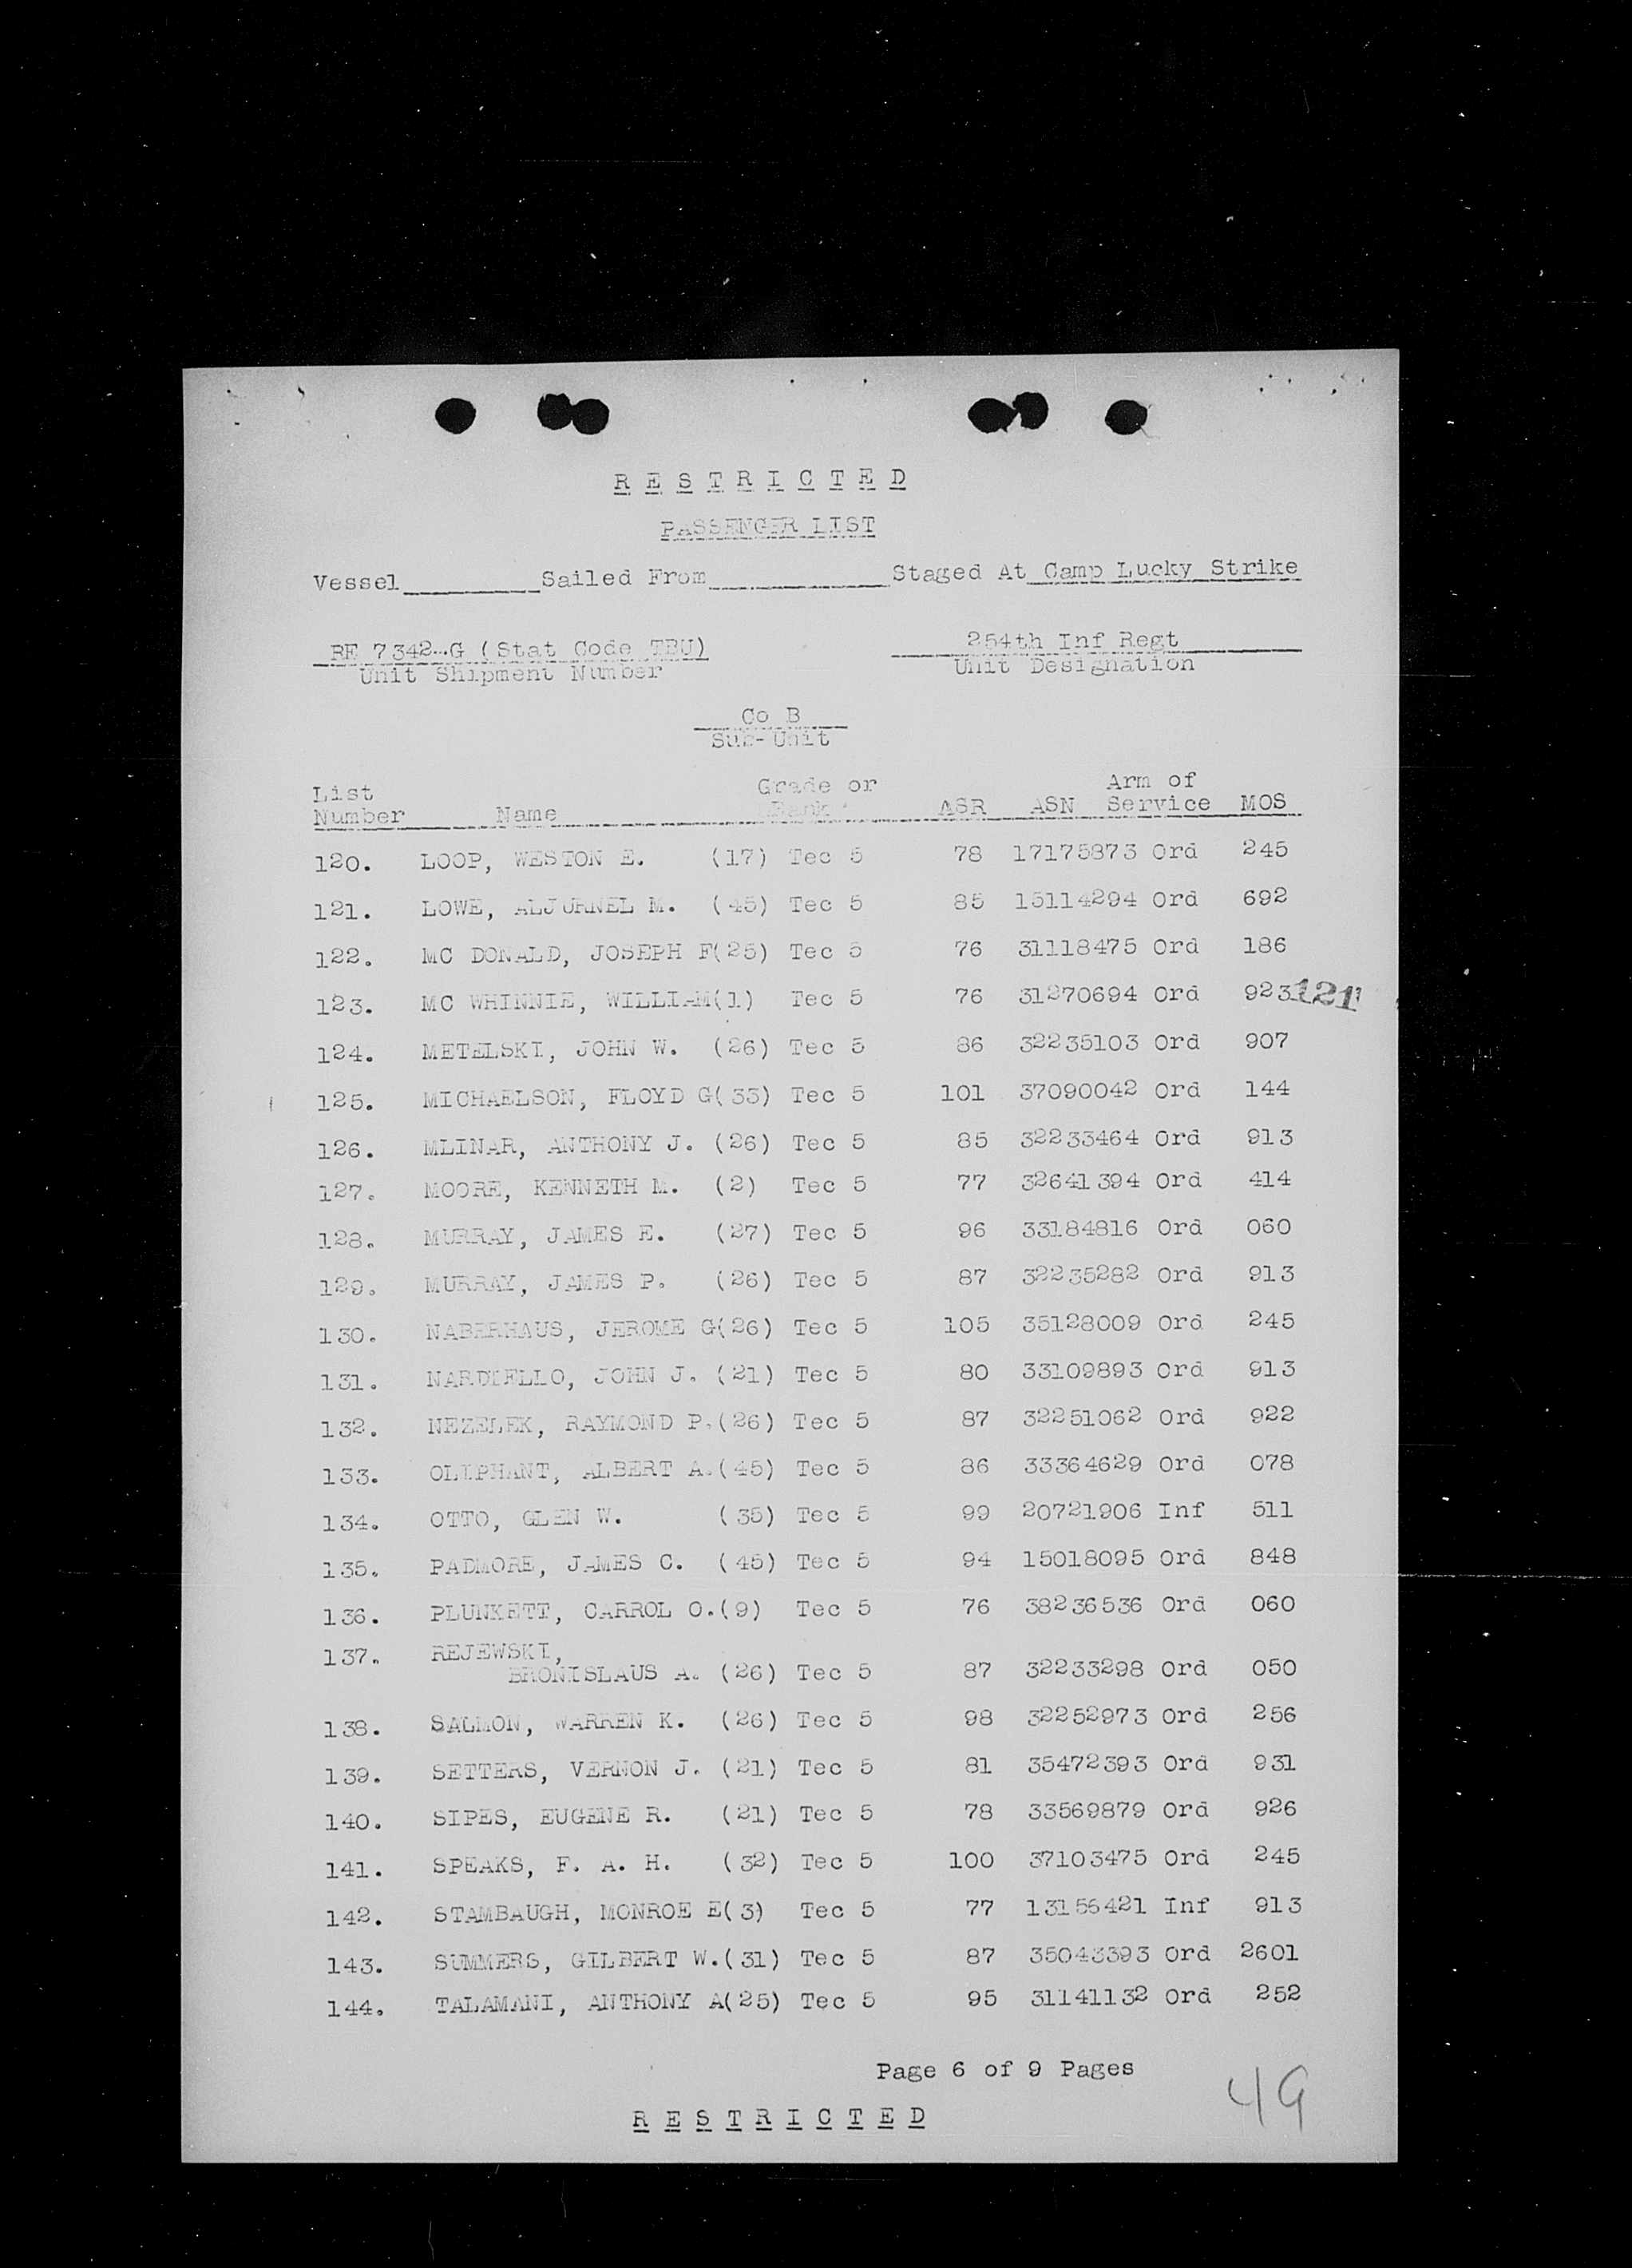 R E S T R I C T E D
PASSENGER LIST
Vessel Sailed From Staged At Camp Lucky Strike
RE 7342-G (Stat Code TBU) 254th Inf Regt
Unit Shipment Number Unit Designation
Co B
Sub-Unit
List Grade or Arm of
Number Name Rank ASR ASN Service MOS
120. LOOP, WESTON E. (17) Tec 5 78 17175873 Ord 245
121. LOWE, ALJURNEL M. (45) Tec 5 85 15114294 Ord 692
122. MC DONALD, JOSEPH F(25) Tec 5 76 31118475 Ord 186
123. MC WHINNIE, WILLIAM(1) Tec 5 76 31270694 Ord 923 121
124. METELSKI, JOHN W. (26) Tec 5 86 32235103 Ord 907
125. MICHAELSON, FLOYD G(33) Tec 5 101 37090042 Ord 144
126. MLINAR, ANTHONY J. (26) Tec 5 85 32233464 Ord 913
127. MOORE, KENNETH M. (2) Tec 5 77 32641394 Ord 414
128. MURRAY, JAMES E. (27) Tec 5 96 33184816 Ord 060
129. MURRAY, JAMES P. (26) Tec 5 87 32235282 Ord 913
130. NABERHAUS, JEROME G(26) Tec 5 105 35128009 Ord 245
131. NARDIELLO, JOHN J. (21) Tec 5 80 33109893 Ord 913
132. NEZELEK, RAYMOND P.(26) Tec 5 87 32251062 Ord 922
133. OLIPHANT, ALBERT A.(45) Tec 5 86 33364629 Ord 078
134. OTTO, GLEN W. (35) Tec 5 99 20721906 Inf 511
135. PADMORE, JAMES C. (45) Tec 5 94 15018095 Ord 848
136. PLUNKETT, CARROL O.(9) Tec 5 76 38236536 Ord 060
137. REJEWSKI,
BRONISLAUS A. (26) Tec 5 87 32233298 Ord 050
138. SALMON, WARREN K. (26) Tec 5 98 32252973 Ord 256
139. SETTERS, VERNON J. (21) Tec 5 81 35472393 Ord 931
140. SIPES, EUGENE R. (21) Tec 5 78 33569879 Ord 926
141. SPEAKS, F. A. H. (32) Tec 5 100 37103475 Ord 245
142. STAMBAUGH, MONROE E(3) Tec 5 77 13156421 Inf 913
143. SUMMERS, GILBERT W.(31) Tec 5 87 35043393 Ord 2601
144. TALAMANI, ANTHONY A(25) Tec 5 95 31141132 Ord 252
Page 6 of 9 Pages
49
R E S T R I C T E D